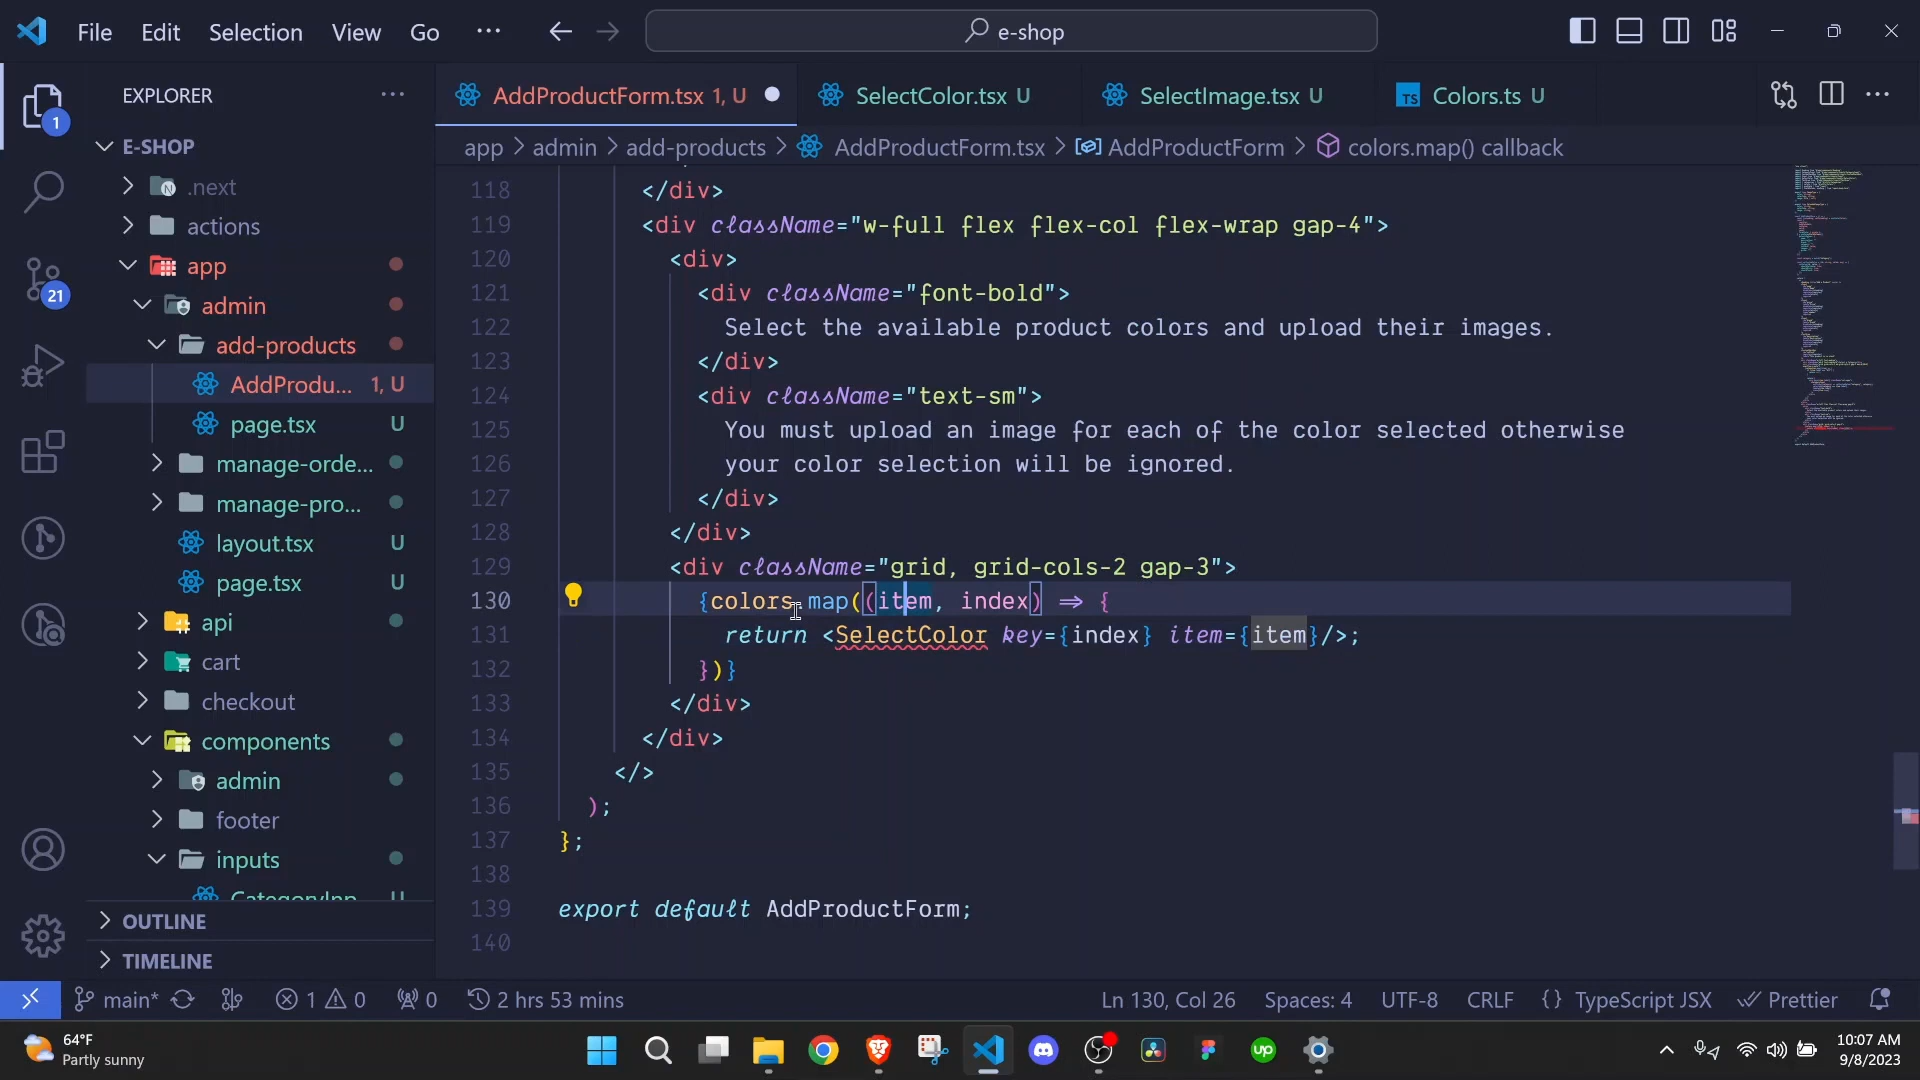 File Edit Selection View Go ··· e-shop
EXPLORER ···
AddProductForm.tsx 1, U
SelectColor.tsx U
SelectImage.tsx U
TS Colors.ts U
app > admin > add-products > AddProductForm.tsx > AddProductForm > colors.map() callback
1
21
E-SHOP
.next
actions
app
admin
add-products
AddProdu... 1, U
page.tsx U
manage-orde...
manage-pro...
layout.tsx U
page.tsx U
api
cart
checkout
components
admin
footer
inputs
CategoryInp... U
OUTLINE
TIMELINE
118 </div>
119 <div className="w-full flex flex-col flex-wrap gap-4">
120 <div>
121 <div className="font-bold">
122 Select the available product colors and upload their images.
123 </div>
124 <div className="text-sm">
125 You must upload an image for each of the color selected otherwise
126 your color selection will be ignored.
127 </div>
128 </div>
129 <div className="grid, grid-cols-2 gap-3">
130 {colors.map((item, index) => {
131 return <SelectColor key={index} item={item}/>;
132 })}
133 </div>
134 </div>
135 </>
136 );
137 };
138
139 export default AddProductForm;
140
main* 1 0 0 2 hrs 53 mins Ln 130, Col 26 Spaces: 4 UTF-8 CRLF {} TypeScript JSX Prettier
64°F
Partly sunny
up
10:07 AM
9/8/2023